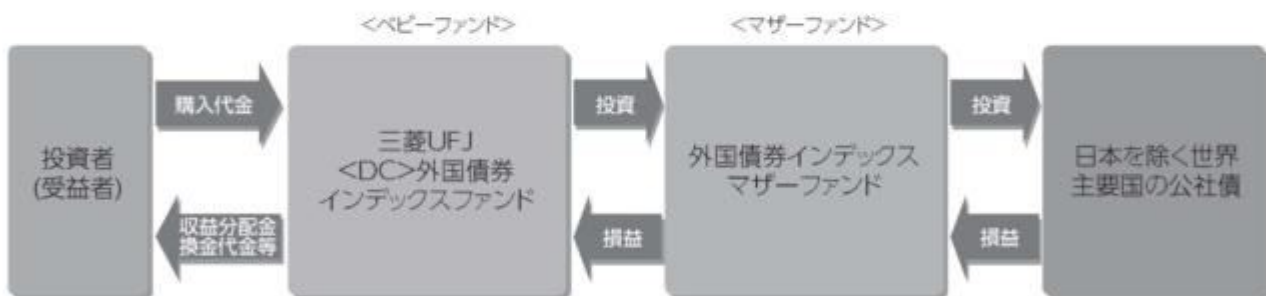 <ベビーファンド>
<マザーファンド>
投資者
(受益者)
購入代金
収益分配金
換金代金等
三菱UFJ
<DC>外国債券
インデックスファンド
投資
損益
外国債券インデックス
マザーファンド
投資
損益
日本を除く世界
主要国の公社債